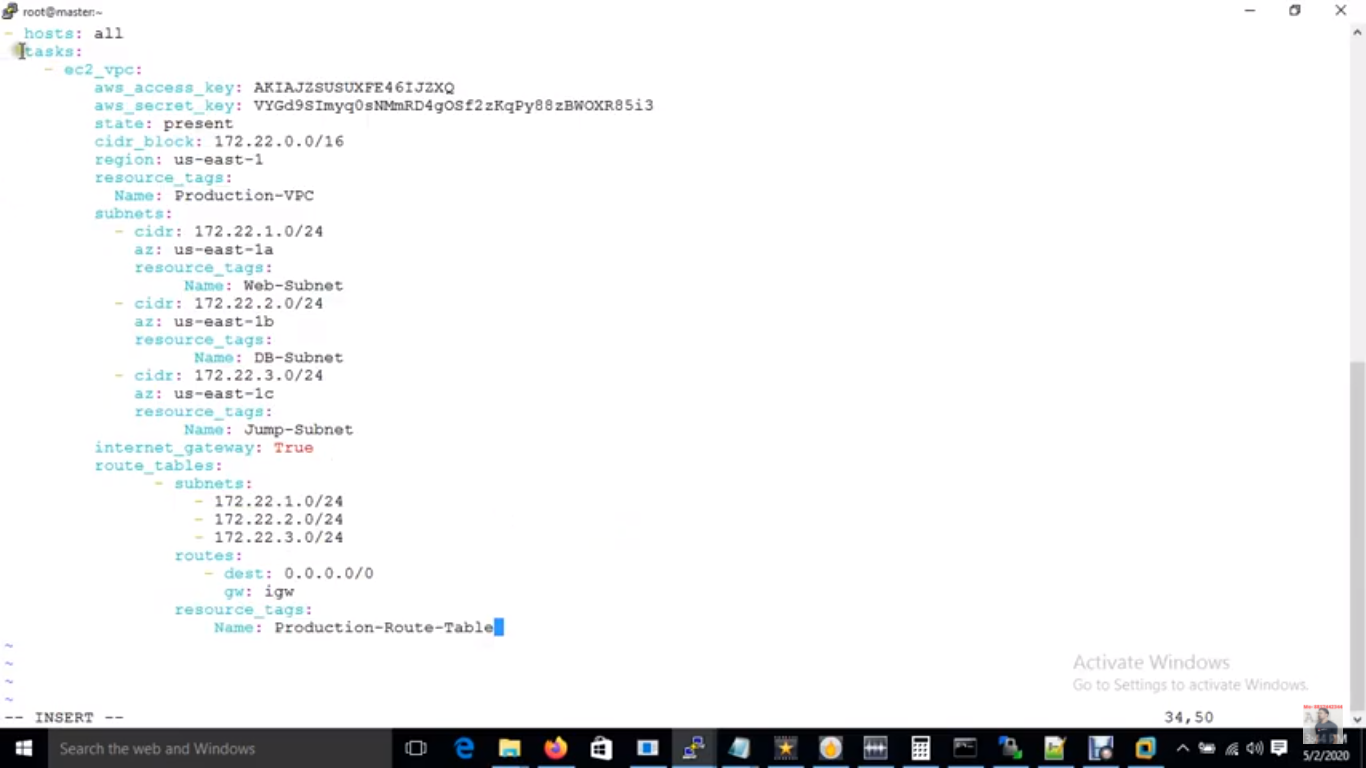 root@master:~
- hosts: all
tasks:
- ec2_vpc:
aws_access_key: AKIAJZSUSUXFE46IJZXQ
aws_secret_key: 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
state: present
cidr_block: 172.22.0.0/16
region: us-east-1
resource_tags:
Name: Production-VPC
subnets:
- cidr: 172.22.1.0/24
az: us-east-1a
resource_tags:
Name: Web-Subnet
- cidr: 172.22.2.0/24
az: us-east-1b
resource_tags:
Name: DB-Subnet
- cidr: 172.22.3.0/24
az: us-east-1c
resource_tags:
Name: Jump-Subnet
internet_gateway: True
route_tables:
- subnets:
- 172.22.1.0/24
- 172.22.2.0/24
- 172.22.3.0/24
routes:
- dest: 0.0.0.0/0
gw: igw
resource_tags:
Name: Production-Route-Table
~
~
~
~
Activate Windows
Go to Settings to activate Windows.
-- INSERT --
34,50
Search the web and Windows
5/2/2020